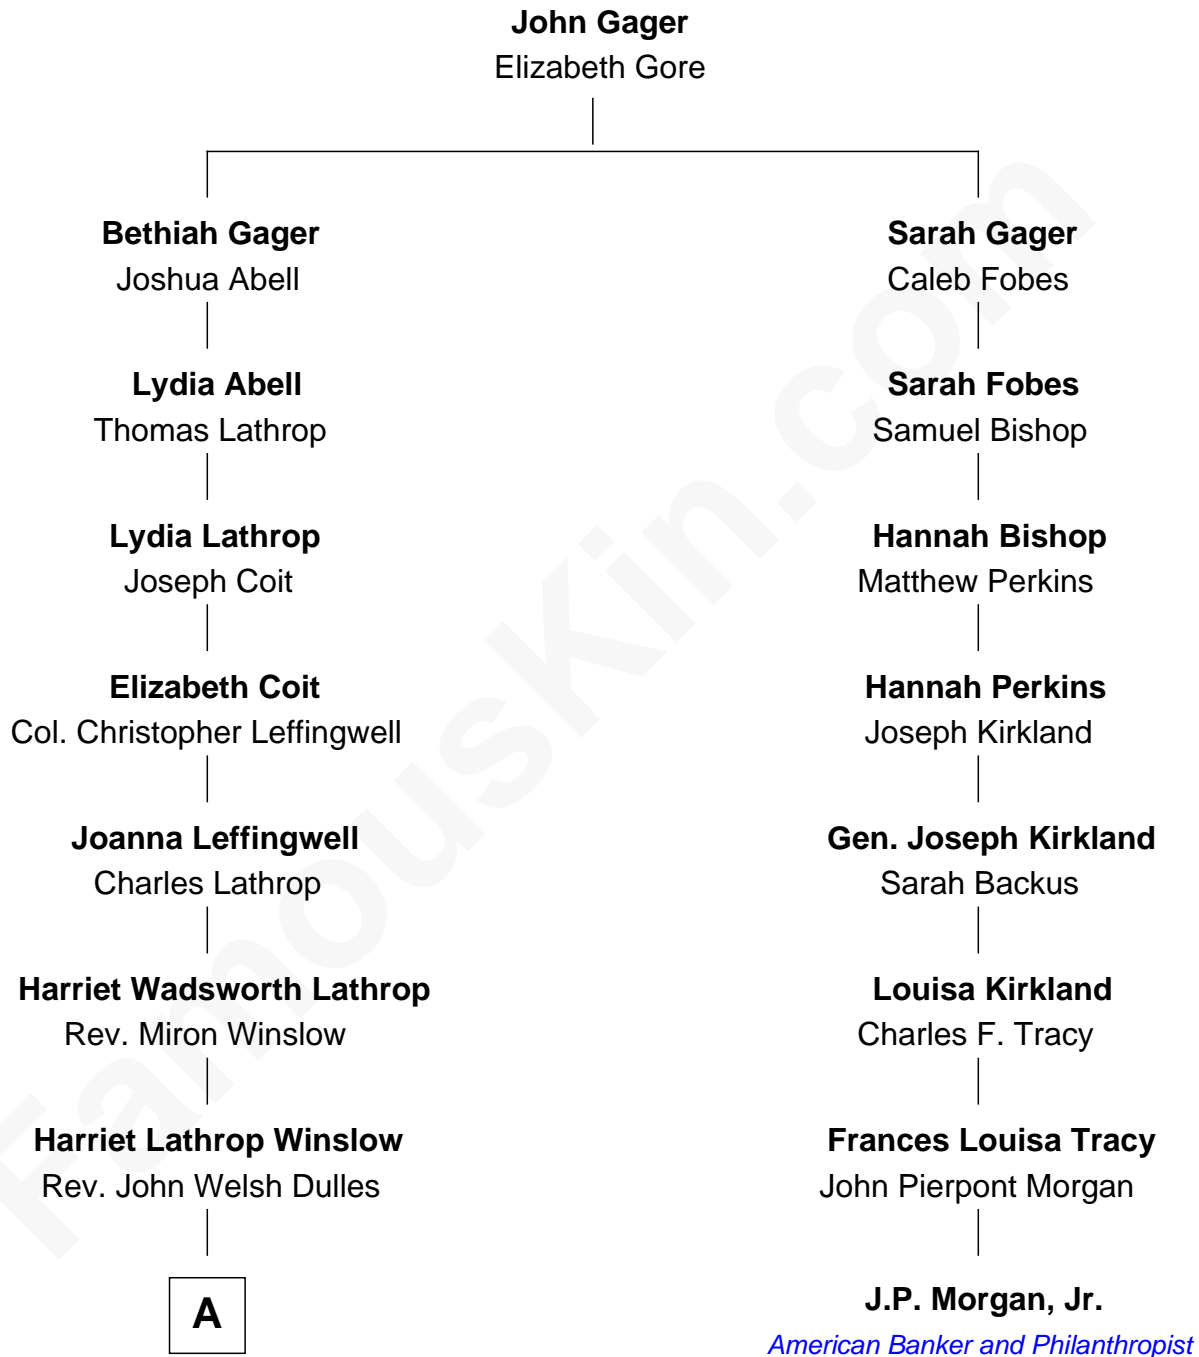 John Gager
Elizabeth Gore
Bethiah Gager
Joshua Abell
Sarah Gager
Caleb Fobes
Lydia Abell
Thomas Lathrop
Sarah Fobes
Samuel Bishop
Lydia Lathrop
Joseph Coit
Hannah Bishop
Matthew Perkins
Elizabeth Coit
Col. Christopher Leffingwell
Hannah Perkins
Joseph Kirkland
Joanna Leffingwell
Charles Lathrop
Gen. Joseph Kirkland
Sarah Backus
Harriet Wadsworth Lathrop
Rev. Miron Winslow
Louisa Kirkland
Charles F. Tracy
Harriet Lathrop Winslow
Rev. John Welsh Dulles
Frances Louisa Tracy
John Pierpont Morgan
A
J.P. Morgan, Jr.
American Banker and Philanthropist
FamousKin.com